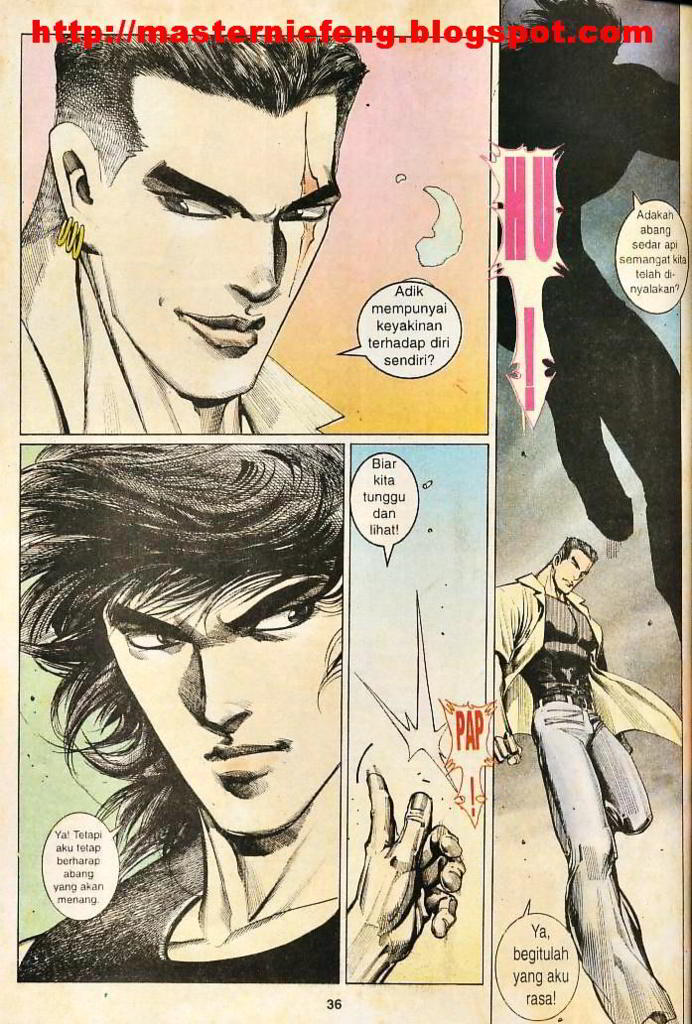 http://masterniefeng.blogspot.com
Adik
mempunyai
keyakinan
terhadap diri
sendiri?
Ya! Tetapi
aku tetap
berharap
abang
yang akan
menang.
Biar
kita
tunggu
dan
lihat!
PAP
!
HU
!
Adakah
abang
sedar api
semangat kita
telah di-
nyalakan?
Ya,
begitulah
yang aku
rasa!
36